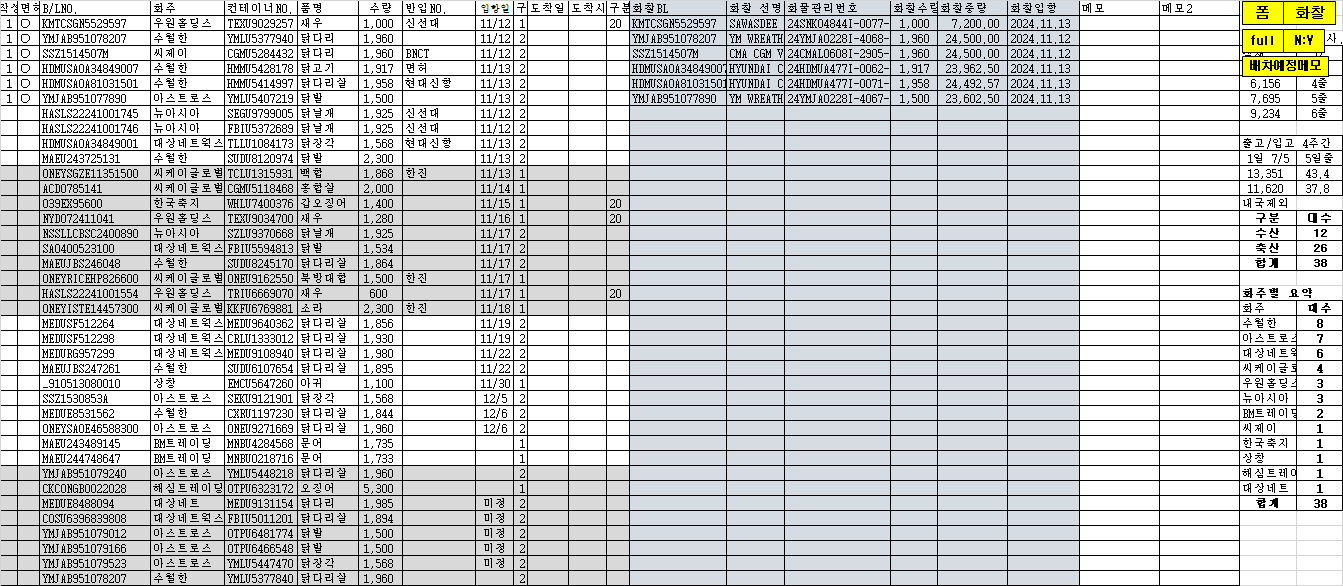 작성 면허 B/LNO. 화주 컨테이너NO. 품명 수량 반입NO. 입항일 구 도착일 도착시 구분 화찰BL 화찰 선명 화물관리번호 화찰수량 화찰중량 화찰입항 메모 메모2 폼 화찰
1 O KMTCSGN5529597 우원홀딩스 TEXU9029257 새우 1,000 신선대 11/12 1 20 KMTCSGN5529597 SAWASDEE 24SNKO4844I-0077- 1,000 7,200.00 2024.11.13
1 O YMJAB951078207 수월한 YMLU5377940 닭다리 1,960 11/12 2 YMJAB951078207 YM WREATH 24YMJA0228I-4068- 1,960 24,500.00 2024.11.13 full N:Y
1 O SSZ1514507M 씨제이 CGMU5284432 닭다리 1,960 BNCT 11/12 2 SSZ1514507M CMA CGM V 24CMAL0608I-2905- 1,960 24,500.00 2024.11.13
1 O HDMUSAOA34849007 수월한 HMMU5428178 닭고기 1,917 면허 11/13 2 HDMUSAOA34849007 HYUNDAI C 24HDMUA477I-0062- 1,917 23,962.50 2024.11.13 배차예정메모
1 O HDMUSAOA81031501 수월한 HMMU5414997 닭다리살 1,958 현대신항 11/13 2 HDMUSAOA81031501 HYUNDAI C 24HDMUA477I-0071- 1,958 24,492.57 2024.11.13 6,156 4줄
1 O YMJAB951077890 아스트로스 YMLU5407219 닭발 1,500 11/13 2 YMJAB951077890 YM WREATH 24YMJA0228I-4067- 1,500 23,602.50 2024.11.13 7,695 5줄
HASLS22241001745 뉴아시아 SEGU9799005 닭날개 1,925 신선대 11/12 2 9,234 6줄
HASLS22241001746 뉴아시아 FBIU5372689 닭날개 1,925 신선대 11/12 2
HDMUSAOA34849001 대상네트웍스 TLLU1084173 닭장각 1,568 현대신항 11/13 2 출고/입고 4주간
MAEU243725131 수월한 SUDU8120974 닭발 2,300 11/13 2 1일 7/5 5일줄
ONEYSGZE11351500 씨케이글로벌 TCLU1315931 백합 1,868 한진 11/13 1 13,351 43.4
ACD0785141 씨케이글로벌 CGMU5118468 홍합살 2,000 11/14 1 11,620 37.8
039EX95600 한국축지 WHLU7400376 갑오징어 1,400 11/15 1 20 내국제외
NYD072411041 우원홀딩스 TEXU9034700 새우 1,280 11/16 1 20 구분 대수
NSSLLCBSC2400890 뉴아시아 SZLU9370668 닭날개 1,925 11/17 2 수산 12
SA0400523100 대상네트웍스 FBIU5594813 닭발 1,534 11/17 2 축산 26
MAEUJBS246048 수월한 SUDU8245170 닭다리살 1,864 11/17 2 합계 38
ONEYRICEHP826600 씨케이글로벌 ONEU9162550 북방대합 1,500 한진 11/17 1
HASLS22241001554 우원홀딩스 TRIU6669070 새우 600 11/17 1 20 화주별 요약
ONEYISTE14457300 씨케이글로벌 KKFU6769881 소라 2,300 한진 11/18 1 화주 대수
MEDUSF512264 대상네트웍스 MEDU9640362 닭다리살 1,856 11/19 2 수월한 8
MEDUSF512298 대상네트웍스 CRLU1333012 닭다리살 1,930 11/19 2 아스트로스 7
MEDURG957299 대상네트웍스 MEDU9108940 닭다리살 1,980 11/22 2 대상네트웍 6
MAEUJBS247261 수월한 SUDU6107654 닭다리살 1,895 11/22 2 씨케이글로 4
_910513080010 상창 EMCU5647260 아귀 1,100 11/30 1 우원홀딩스 3
SSZ1530853A 아스트로스 SEKU9121901 닭장각 1,568 12/5 2 뉴아시아 3
MEDUE8531562 수월한 CXRU1197230 닭다리살 1,844 12/6 2 BM트레이딩 2
ONEYSAOE46588300 아스트로스 ONEU9271669 닭다리살 1,960 12/6 2 씨제이 1
MAEU243489145 BM트레이딩 MNBU4284568 문어 1,735 1 한국축지 1
MAEU244748647 BM트레이딩 MNBU0218716 문어 1,733 1 상창 1
YMJAB951079240 아스트로스 YMLU5448218 닭다리살 1,960 2 해심트레이 1
CKCONGB0022028 해심트레이딩 OTPU6323172 오징어 5,300 1 대상네트 1
MEDUE8488094 대상네트 MEDU9131154 닭다리 1,985 미정 2 합계 38
COSU6396839808 대상네트웍스 FBIU5011201 닭다리살 1,894 미정 2
YMJAB951079012 아스트로스 OTPU6481774 닭발 1,500 미정 2
YMJAB951079166 아스트로스 OTPU6466548 닭발 1,500 미정 2
YMJAB951079523 아스트로스 YMLU5447470 닭장각 1,568 미정 2
YMJAB951078207 수월한 YMLU5377840 닭다리살 1,960 2